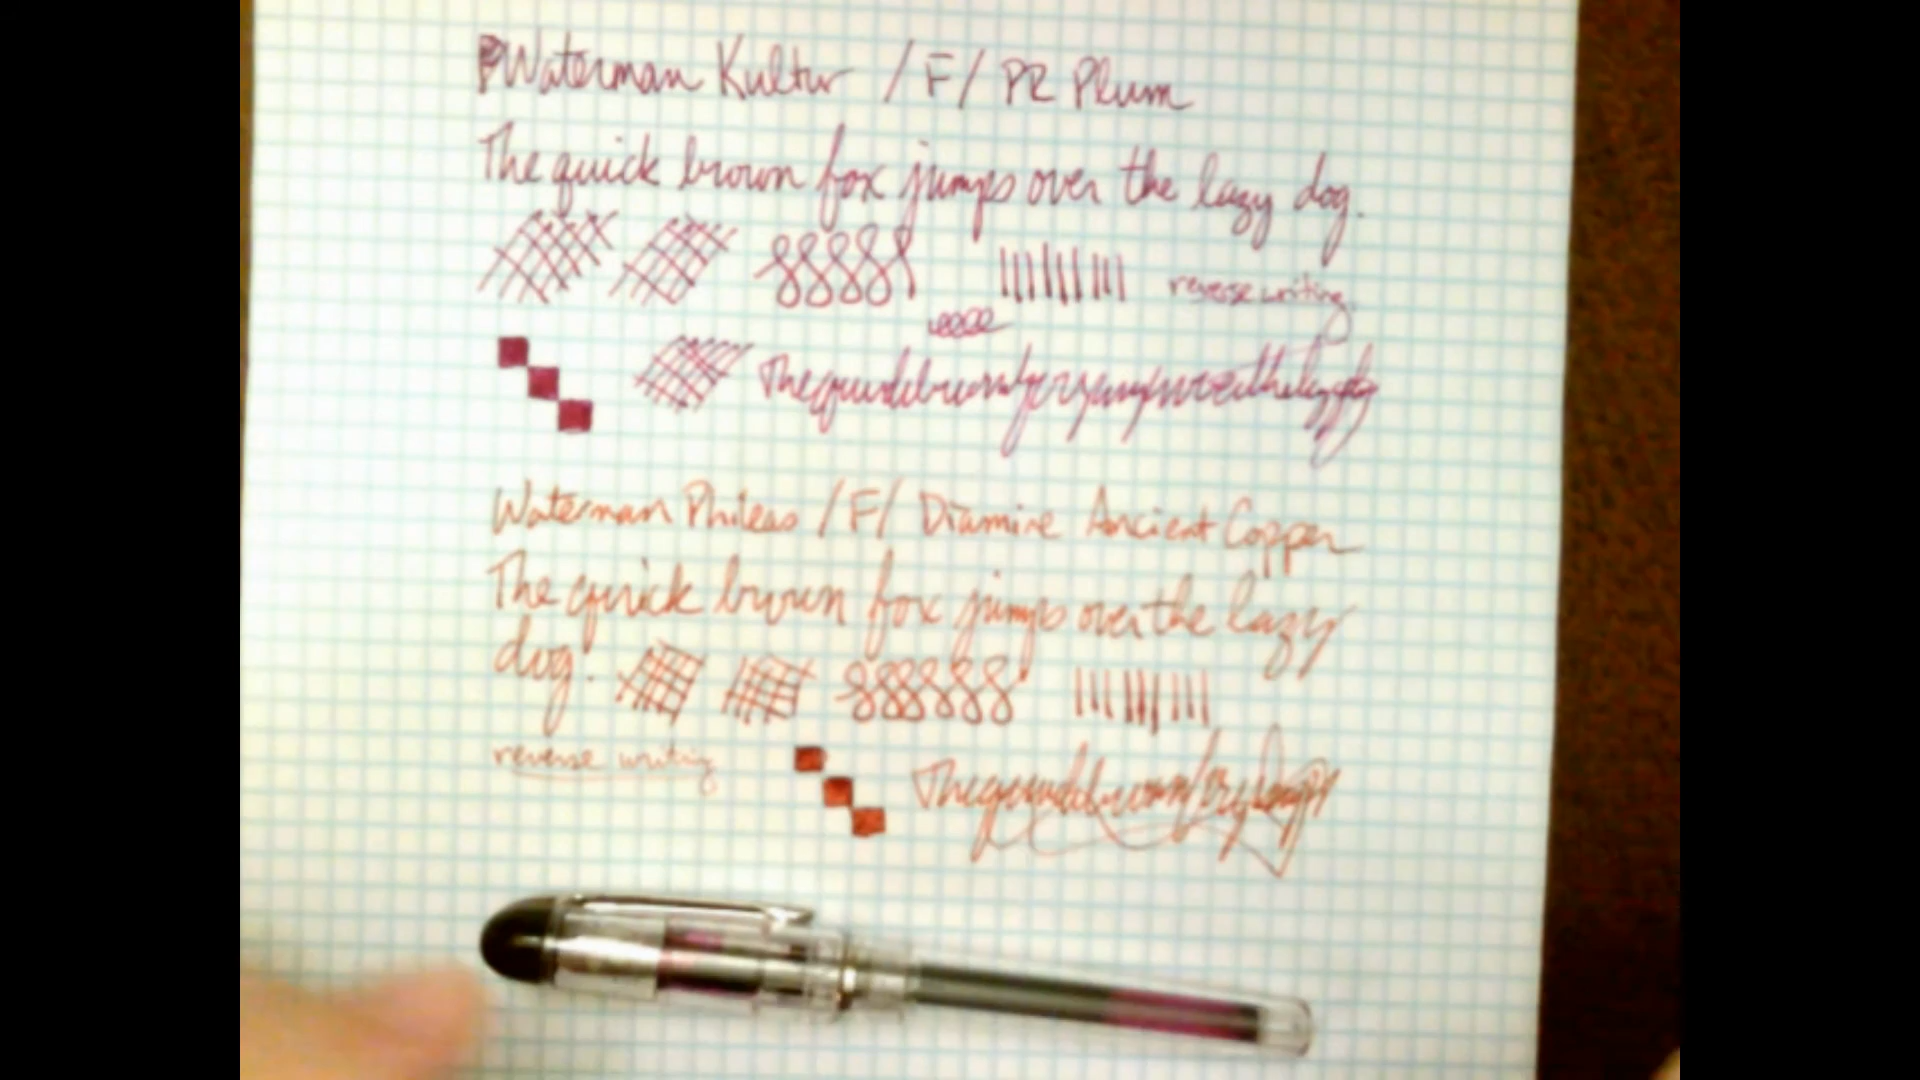 Waterman Kultur / F / PR Plum
The quick brown fox jumps over the lazy dog.
reverse writing
eeee
Waterman Phileas / F / Diamine Ancient Copper
The quick brown fox jumps over the lazy
dog.
reverse writing